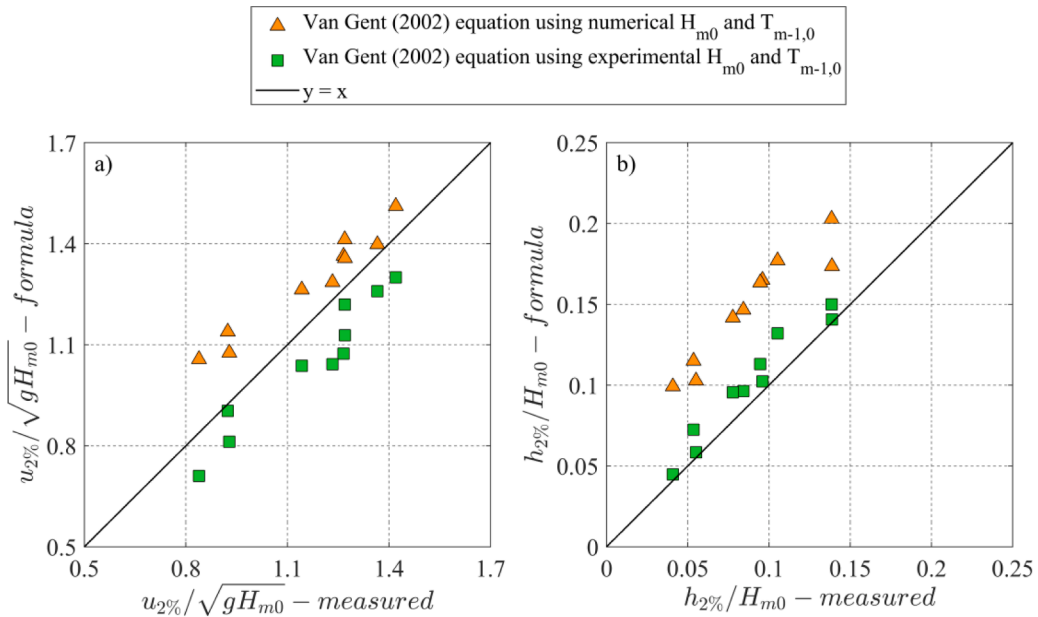 Van Gent (2002) equation using numerical H_m0 and T_m-1,0
Van Gent (2002) equation using experimental H_m0 and T_m-1,0
y = x
a)
1.7
1.4
1.1
0.8
0.5
0.5 0.8 1.1 1.4 1.7
u_2%/√gH_m0 − formula
u_2%/√gH_m0 − measured
b)
0.25
0.2
0.15
0.1
0.05
0
0 0.05 0.1 0.15 0.2 0.25
h_2%/H_m0 − formula
h_2%/H_m0 − measured